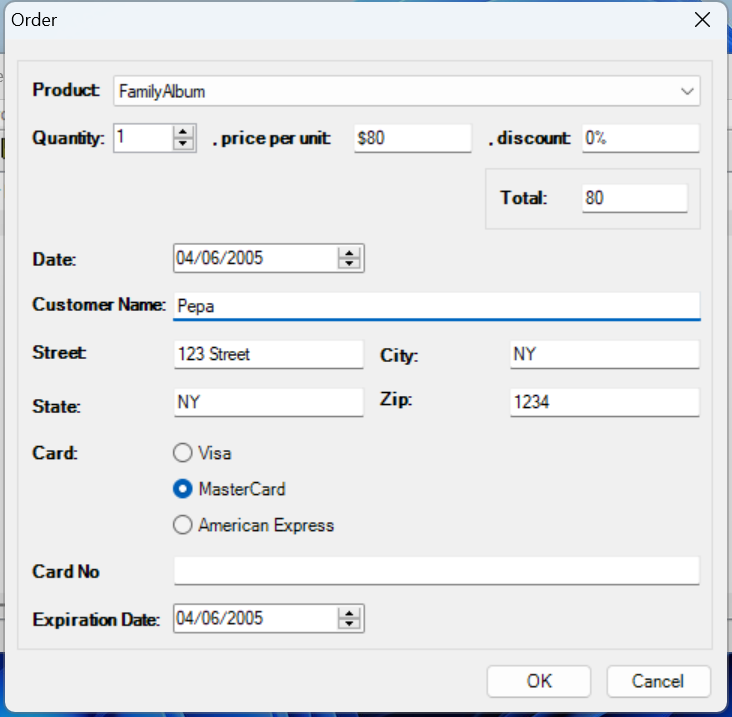 Order
Product: FamilyAlbum
Quantity: 1 , price per unit: $80 , discount: 0%
Total: 80
Date: 04/06/2005
Customer Name: Pepa
Street: 123 Street City: NY
State: NY Zip: 1234
Card: Visa
MasterCard
American Express
Card No
Expiration Date: 04/06/2005
OK Cancel